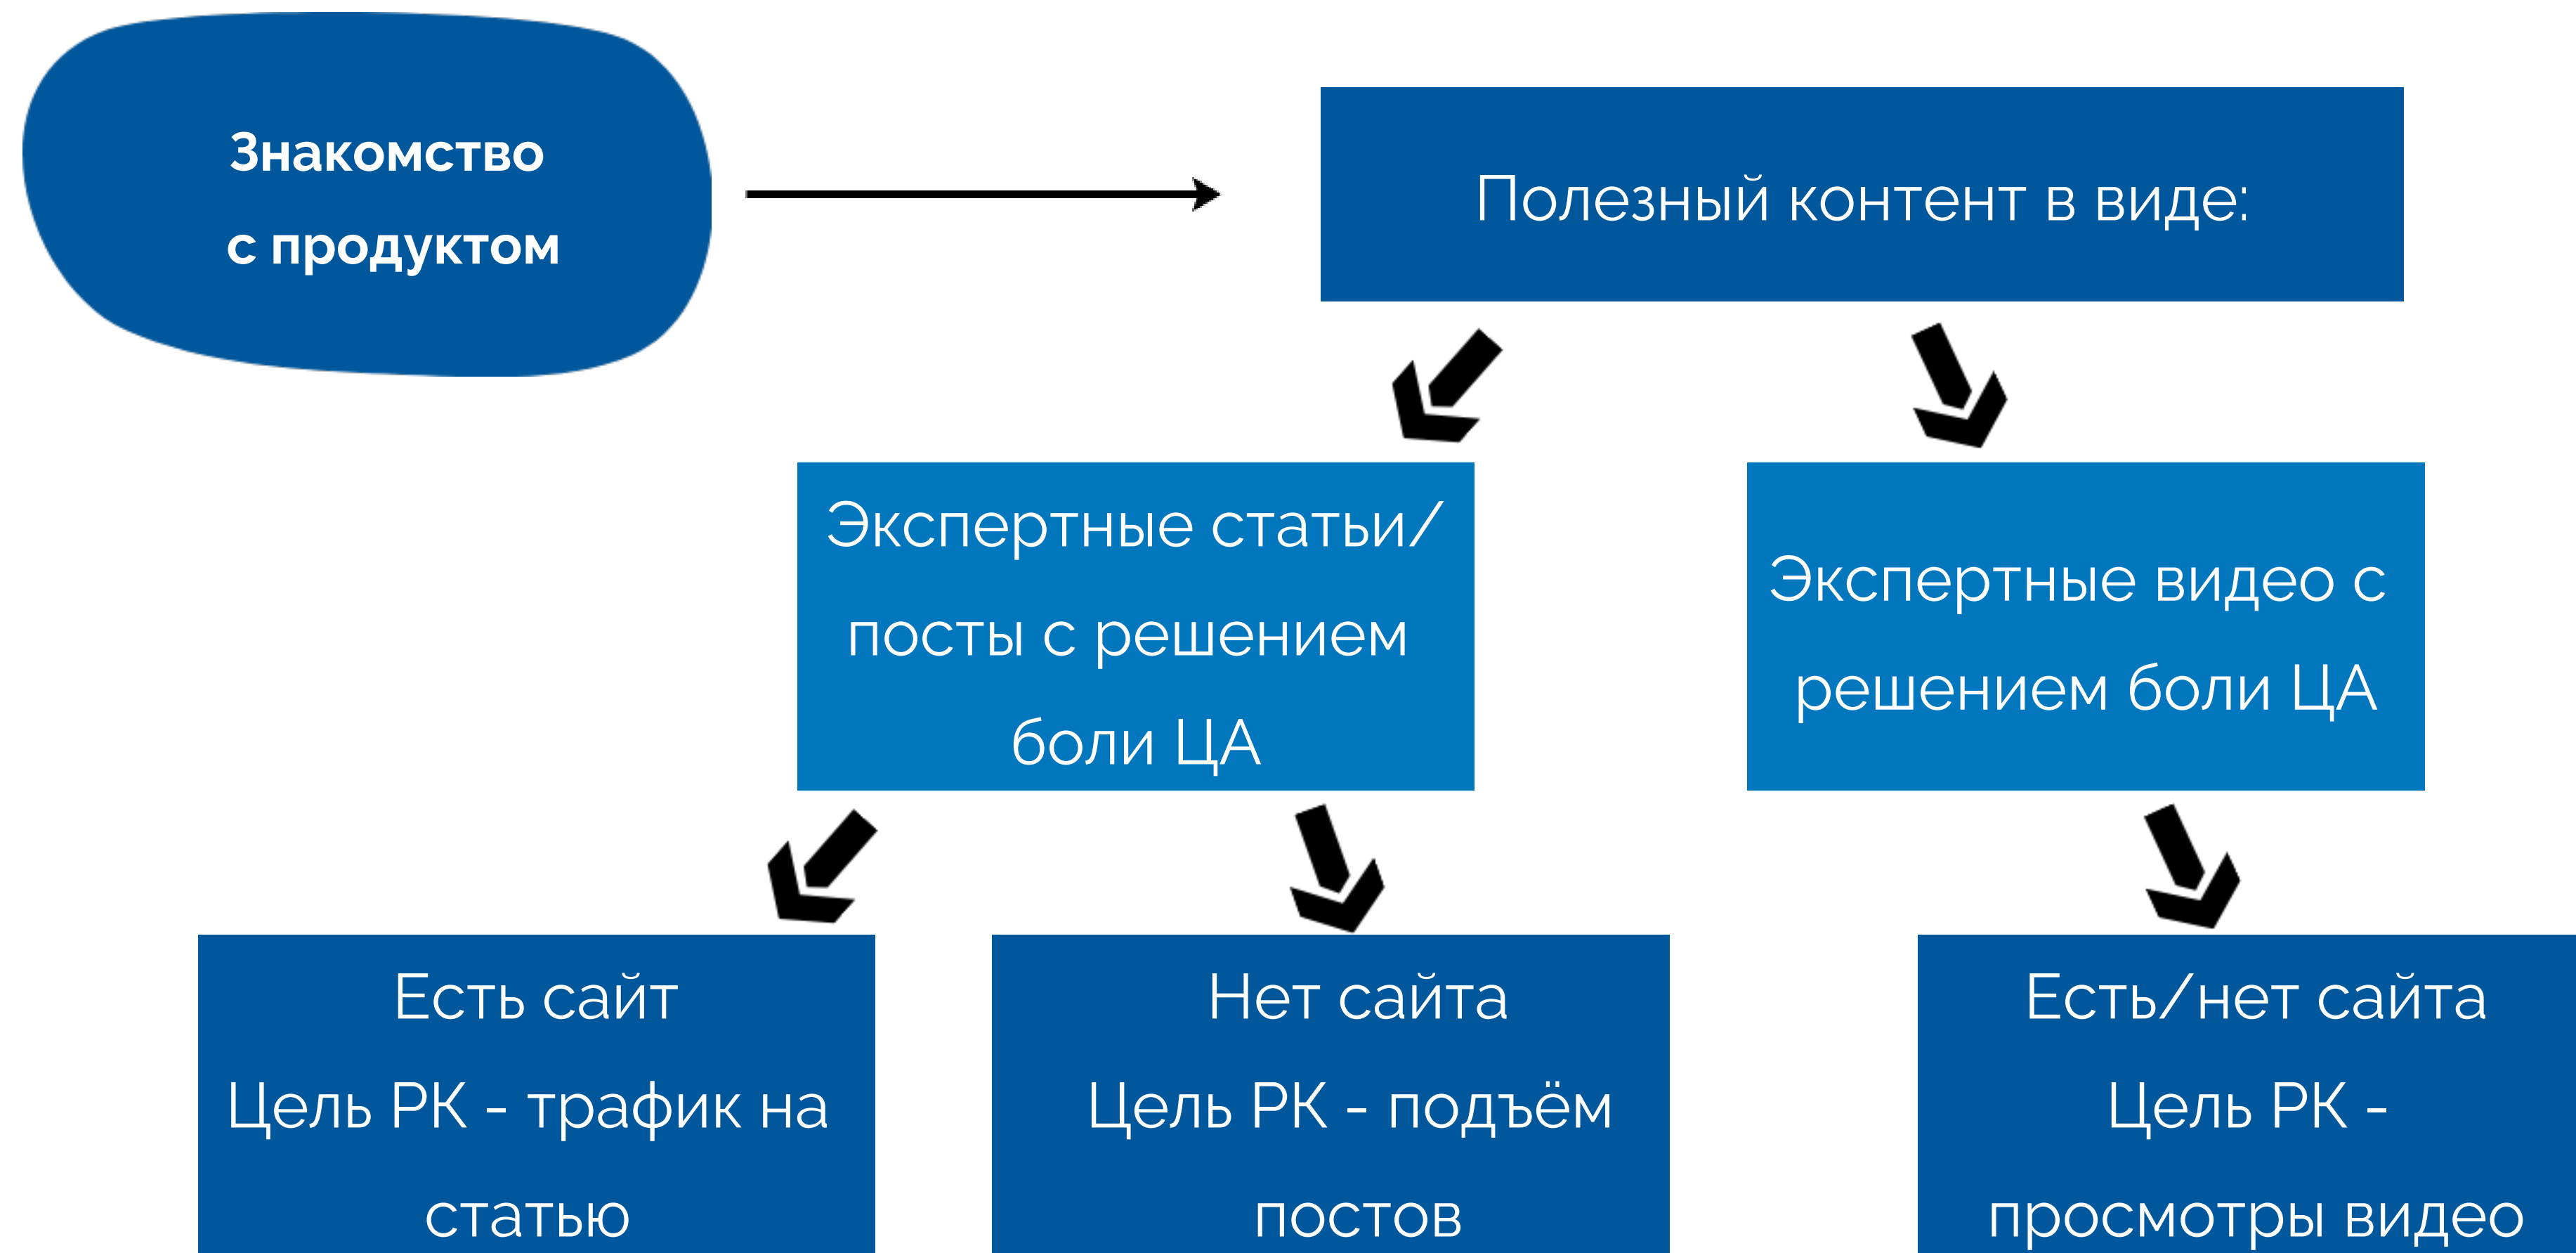 Знакомство
с продуктом
Полезный контент в виде:
Экспертные статьи/
посты с решением
боли ЦА
Экспертные видео с
решением боли ЦА
Есть сайт
Цель РК - трафик на
статью
Нет сайта
Цель РК - подъём
постов
Есть/нет сайта
Цель РК -
просмотры видео